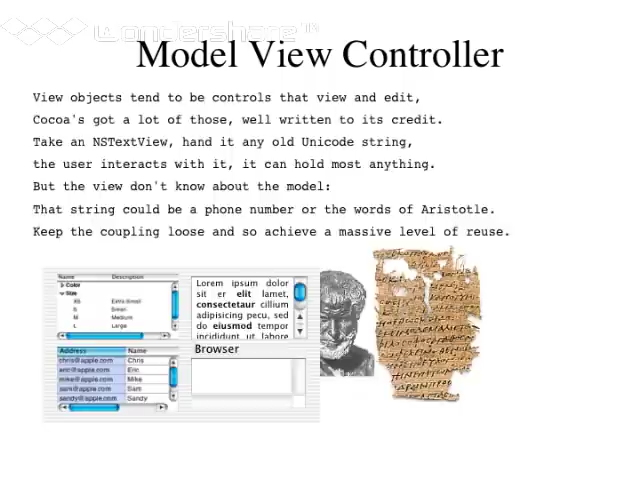 wondershare™
Model View Controller
View objects tend to be controls that view and edit,
Cocoa's got a lot of those, well written to its credit.
Take an NSTextView, hand it any old Unicode string,
the user interacts with it, it can hold most anything.
But the view don't know about the model:
That string could be a phone number or the words of Aristotle.
Keep the coupling loose and so achieve a massive level of reuse.
Name Description
Color
Size
XS Extra Small
S Small
M Medium
L Large
Lorem ipsum dolor
sit er elit lamet,
consectetaur cillium
adipisicing pecu, sed
do eiusmod tempor
incididunt ut labore
Address Name
chris@apple.com Chris
eric@apple.com Eric
mike@apple.com Mike
sam@apple.com Sam
sandy@apple.com Sandy
Browser